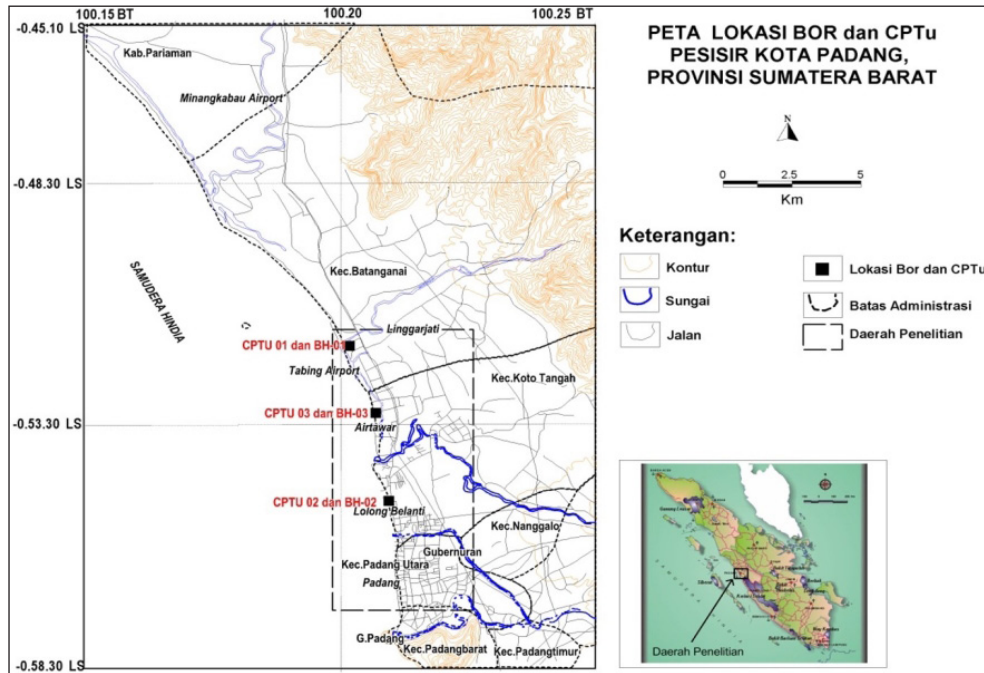 100.15 BT
100.20
100.25 BT
-0.45.10
LS
-0.48.30 LS
-0.53.30 LS
-0.58.30 LS
Kab.Pariaman
Minangkabau Airport
SAMUDERA HINDIA
Kec.Batanganai
Linggarjati
CPTU 01 dan BH-01
Tabing Airport
Kec.Koto Tangah
CPTU 03 dan BH-03
Airtawar
CPTU 02 dan BH-02
Lolong Belanti
Kec.Nanggalo
Gubernuran
Kec.Padang Utara
Padang
G.Padang
Kec.Padangbarat
Kec.Padangtimur
PETA LOKASI BOR dan CPTu
PESISIR KOTA PADANG,
PROVINSI SUMATERA BARAT
N
0 2.5 5
Km
Keterangan:
Kontur
Sungai
Jalan
Lokasi Bor dan CPTu
Batas Administrasi
Daerah Penelitian
Daerah Penelitian